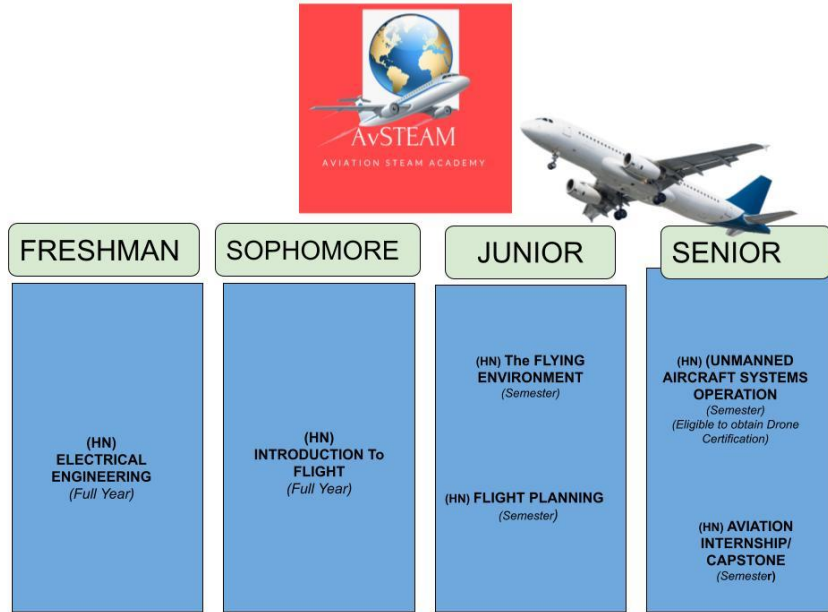 AvSTEAM
AVIATION STEAM ACADEMY
FRESHMAN
SOPHOMORE
JUNIOR
SENIOR
(HN)
ELECTRICAL
ENGINEERING
(Full Year)
(HN)
INTRODUCTION To
FLIGHT
(Full Year)
(HN) The FLYING
ENVIRONMENT
(Semester)
(HN) FLIGHT PLANNING
(Semester)
(HN) (UNMANNED
AIRCRAFT SYSTEMS
OPERATION
(Semester)
(Eligible to obtain Drone
Certification)
(HN) AVIATION
INTERNSHIP/
CAPSTONE
(Semester)